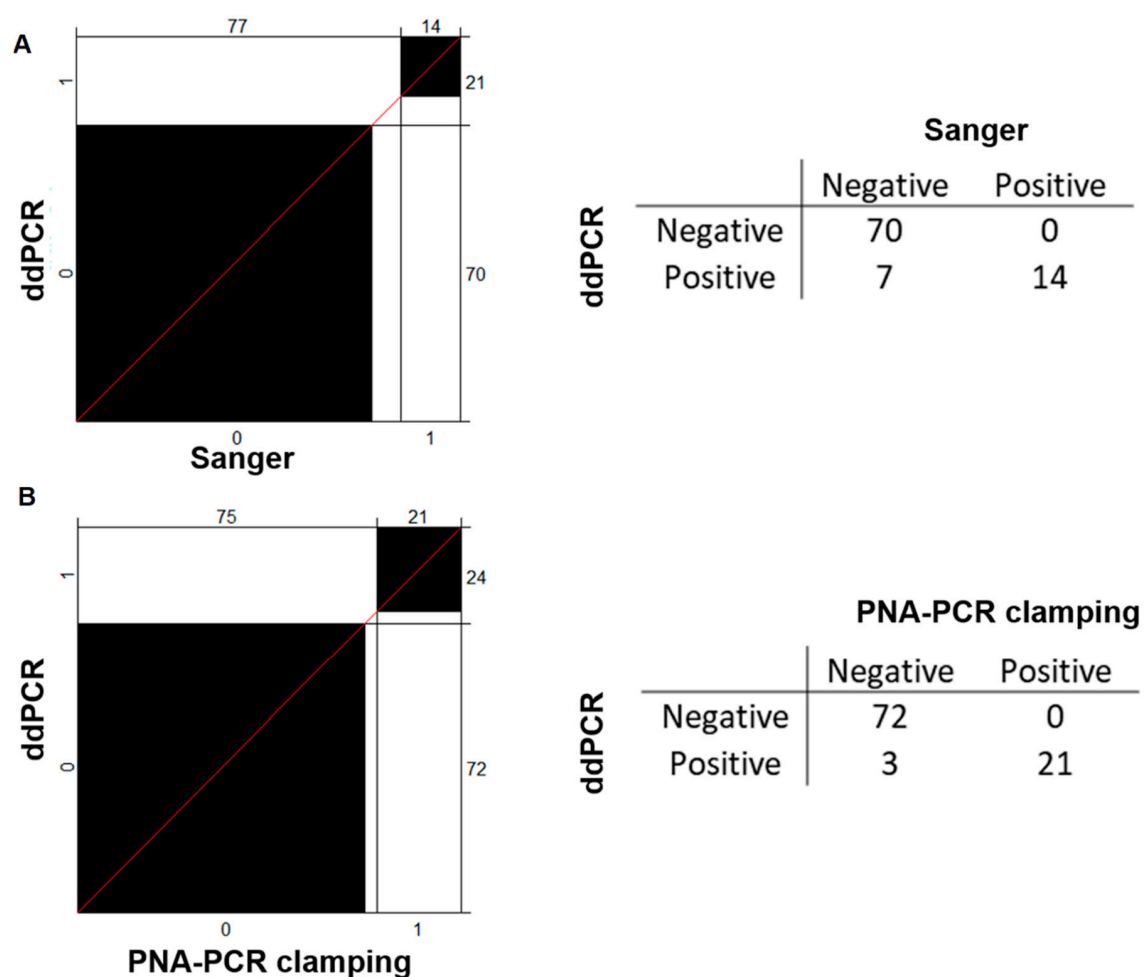 A
77 14
1
21
ddPCR
0
70
0 1
Sanger
Sanger
Negative Positive
ddPCR
Negative 70 0
Positive 7 14
B
75 21
1
24
ddPCR
0
72
0 1
PNA-PCR clamping
PNA-PCR clamping
Negative Positive
ddPCR
Negative 72 0
Positive 3 21